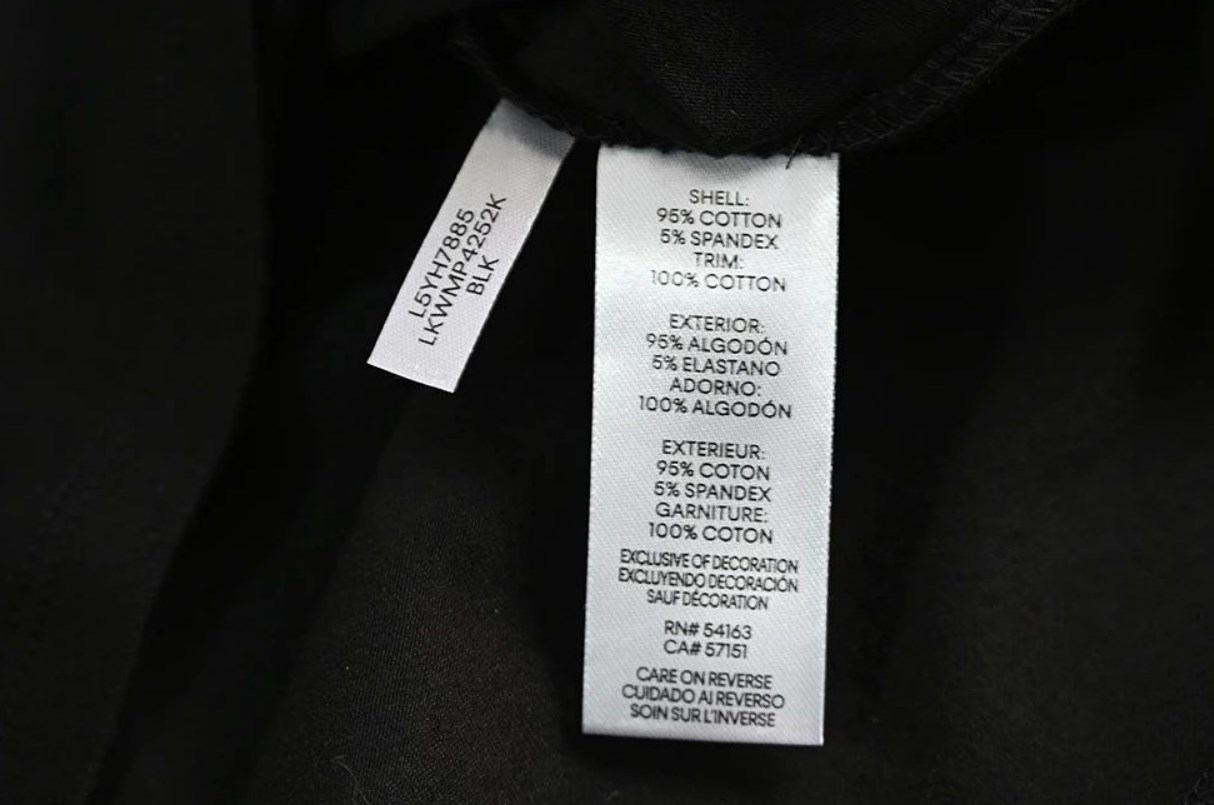 L5YH7885
LKWMP4252K
BLK
SHELL:
95% COTTON
5% SPANDEX
TRIM:
100% COTTON
EXTERIOR:
95% ALGODÓN
5% ELASTANO
ADORNO:
100% ALGODÓN
EXTERIEUR:
95% COTON
5% SPANDEX
GARNITURE:
100% COTON
EXCLUSIVE OF DECORATION
EXCLUYENDO DECORACIÓN
SAUF DÉCORATION
RN# 54163
CA# 57151
CARE ON REVERSE
CUIDADO Al REVERSO
SOIN SUR L'INVERSE